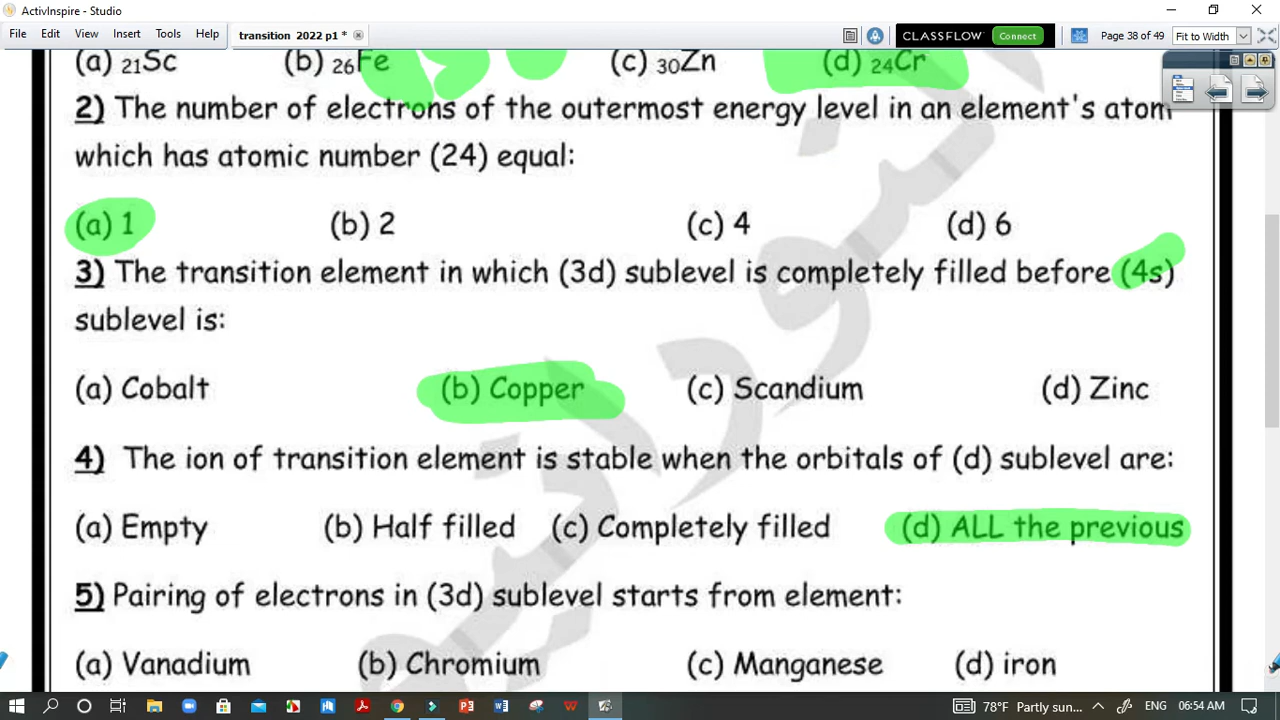 ActivInspire - Studio
File Edit View Insert Tools Help transition 2022 p1 * CLASSFLOW Connect Page 38 of 49 Fit to Width
(a) 21Sc (b) 26Fe (c) 30Zn (d) 24Cr
2) The number of electrons of the outermost energy level in an element's atom
which has atomic number (24) equal:
(a) 1 (b) 2 (c) 4 (d) 6
3) The transition element in which (3d) sublevel is completely filled before (4s)
sublevel is:
(a) Cobalt (b) Copper (c) Scandium (d) Zinc
4) The ion of transition element is stable when the orbitals of (d) sublevel are:
(a) Empty (b) Half filled (c) Completely filled (d) ALL the previous
5) Pairing of electrons in (3d) sublevel starts from element:
(a) Vanadium (b) Chromium (c) Manganese (d) iron
78°F Partly sun... ENG 06:54 AM